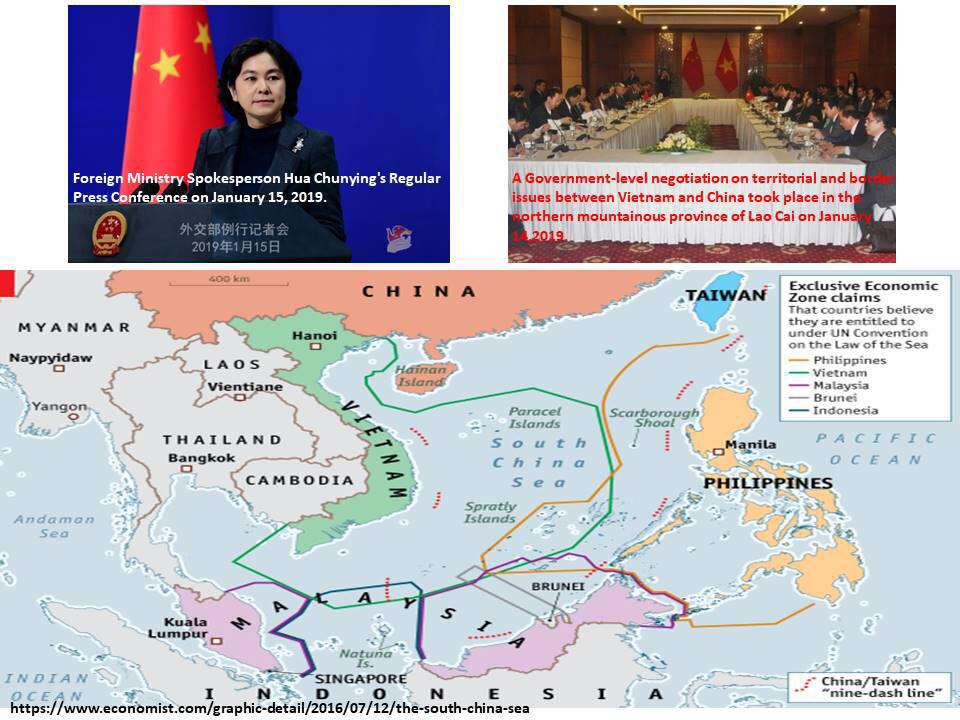 Foreign Ministry Spokesperson Hua Chunying's Regular
Press Conference on January 15, 2019.
外交部例行记者会
2019年1月15日
A Government-level negotiation on territorial and border
issues between Vietnam and China took place in the
northern mountainous province of Lao Cai on January
14,2019.
400 km
CHINA
TAIWAN
Exclusive Economic
Zone claims
That countries believe
they are entitled to
under UN Convention
on the Law of the Sea
Philippines
Vietnam
Malaysia
Brunei
Indonesia
MYANMAR
Naypyidaw
Yangon
Hanoi
LAOS
Vientiane
Hainan
Island
VIETNAM
THAILAND
Bangkok
CAMBODIA
Paracel
Islands
South
China
Sea
Scarborough
Shoal
Manila
PHILIPPINES
PACIFIC
OCEAN
Andaman
Sea
Spratly
Islands
BRUNEI
MALAYSIA
Kuala
Lumpur
Natuna
Is.
SINGAPORE
INDIAN
OCEAN
INDONESIA
China/Taiwan
"nine-dash line"
https://www.economist.com/graphic-detail/2016/07/12/the-south-china-sea